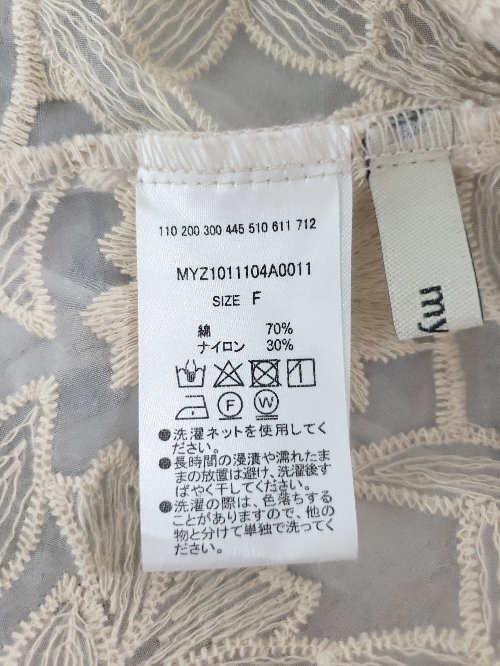 110 200 300 445 510 611 712
MYZ1011104A0011
SIZE F
綿 70%
ナイロン 30%
F W
●洗濯ネットを使用してく
ださい。
●長時間の浸漬や濡れたま
まの放置は避け、洗濯後す
ばやく干してください。
●洗濯の際は、色落ちする
ことがありますので、他の
物と分けて単独で洗ってく
ださい。
my